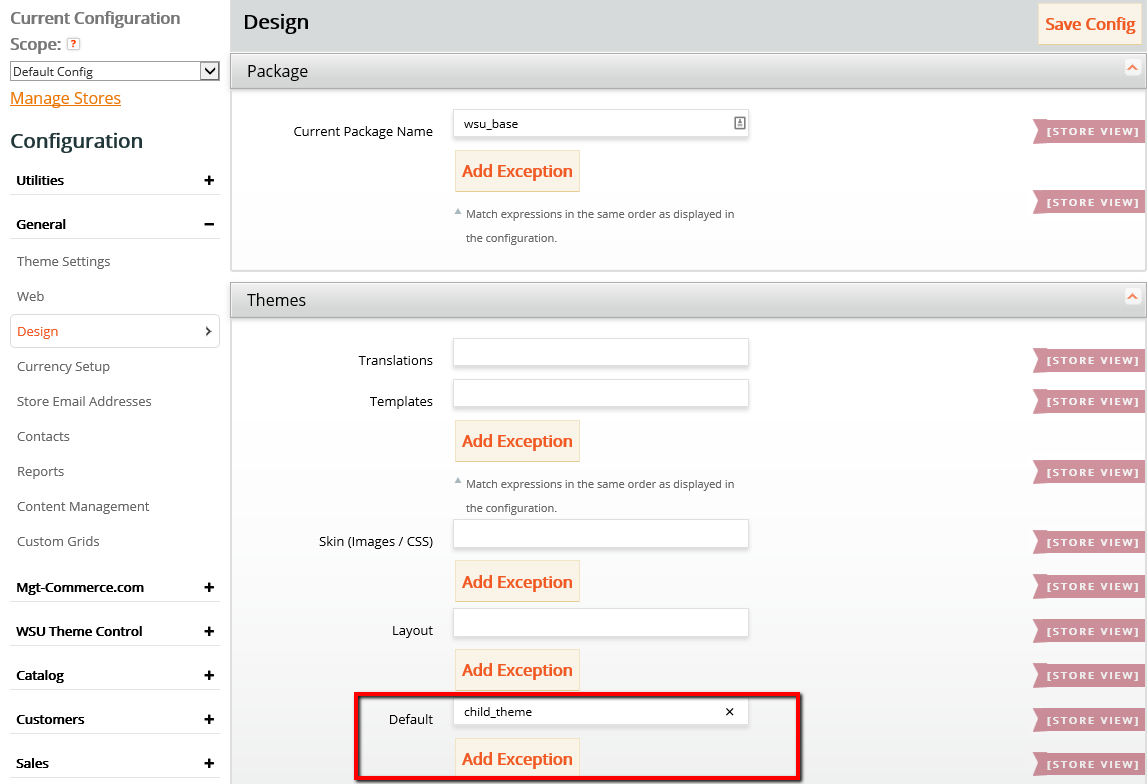 Current Configuration
Scope: ?
Default Config
Manage Stores
Configuration
Utilities +
General −
Theme Settings
Web
Design
Currency Setup
Store Email Addresses
Contacts
Reports
Content Management
Custom Grids
Mgt-Commerce.com +
WSU Theme Control +
Catalog +
Customers +
Sales +
Design
Save Config
Package
Current Package Name wsu_base [STORE VIEW]
Add Exception
[STORE VIEW]
Match expressions in the same order as displayed in
the configuration.
Themes
Translations [STORE VIEW]
Templates [STORE VIEW]
Add Exception
[STORE VIEW]
Match expressions in the same order as displayed in
the configuration.
Skin (Images / CSS) [STORE VIEW]
Add Exception [STORE VIEW]
Layout [STORE VIEW]
Add Exception [STORE VIEW]
Default child_theme × [STORE VIEW]
Add Exception [STORE VIEW]